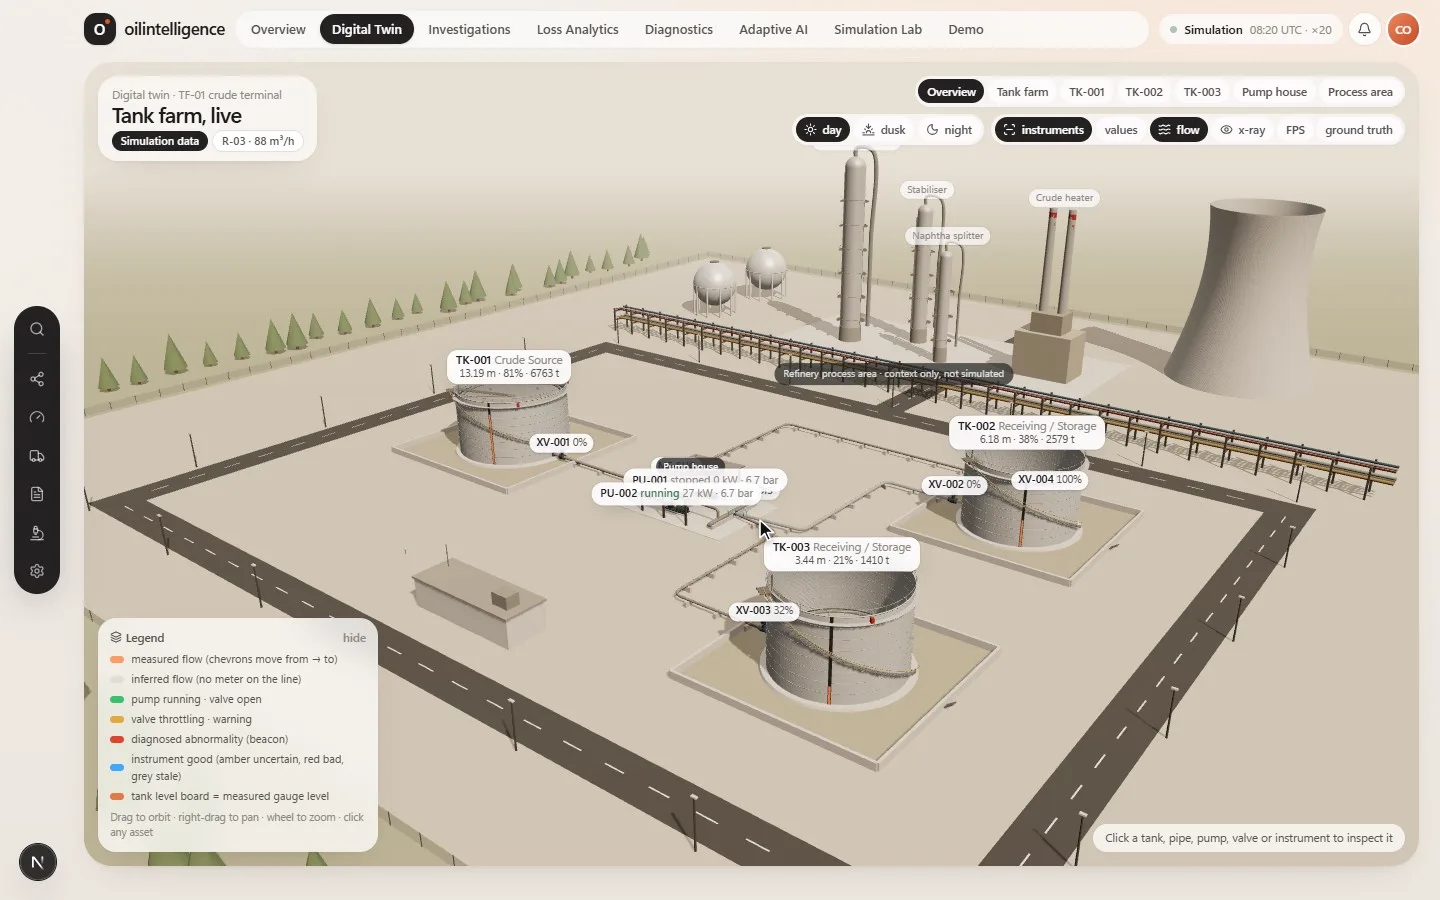 oilintelligence
Overview
Digital Twin
Investigations
Loss Analytics
Diagnostics
Adaptive AI
Simulation Lab
Demo
Simulation 08:20 UTC · ×20
CO
Digital twin · TF-01 crude terminal
Tank farm, live
Simulation data
R-03 · 88 m³/h
Overview
Tank farm
TK-001
TK-002
TK-003
Pump house
Process area
day
dusk
night
instruments
values
flow
x-ray
FPS
ground truth
Stabiliser
Crude heater
Naphtha splitter
TK-001 Crude Source
13.19 m · 81% · 6763 t
Refinery process area · context only, not simulated
TK-002 Receiving / Storage
6.18 m · 38% · 2579 t
XV-001 0%
Pump house
PU-001 stopped 0 kW · 6.7 bar
PU-002 running 27 kW · 6.7 bar
XV-002 0%
XV-004 100%
TK-003 Receiving / Storage
3.44 m · 21% · 1410 t
XV-003 32%
Legend
hide
measured flow (chevrons move from → to)
inferred flow (no meter on the line)
pump running · valve open
valve throttling · warning
diagnosed abnormality (beacon)
instrument good (amber uncertain, red bad,
grey stale)
tank level board = measured gauge level
Drag to orbit · right-drag to pan · wheel to zoom · click
any asset
Click a tank, pipe, pump, valve or instrument to inspect it
N